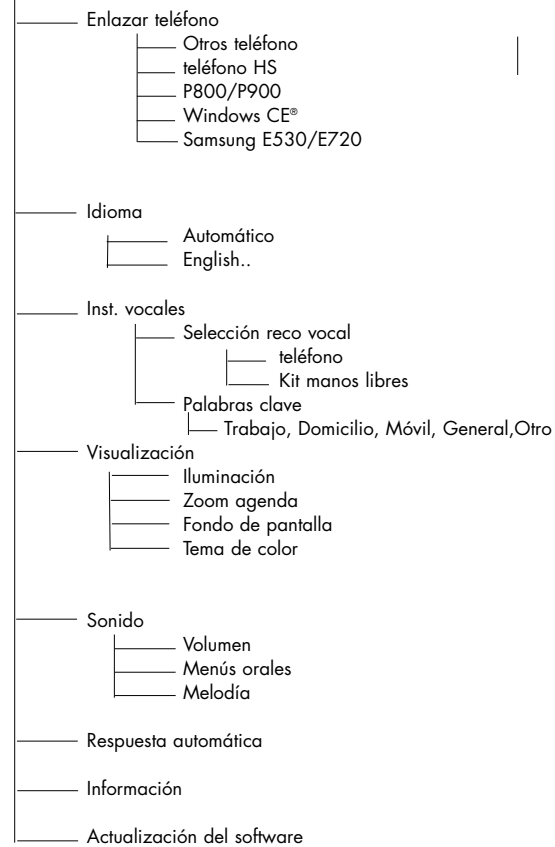 Enlazar teléfono
Otros teléfono
teléfono HS
P800/P900
Windows CE®
Samsung E530/E720
Idioma
Automático
English..
Inst. vocales
Selección reco vocal
teléfono
Kit manos libres
Palabras clave
Trabajo, Domicilio, Móvil, General,Otro
Visualización
Iluminación
Zoom agenda
Fondo de pantalla
Tema de color
Sonido
Volumen
Menús orales
Melodía
Respuesta automática
Información
Actualización del software